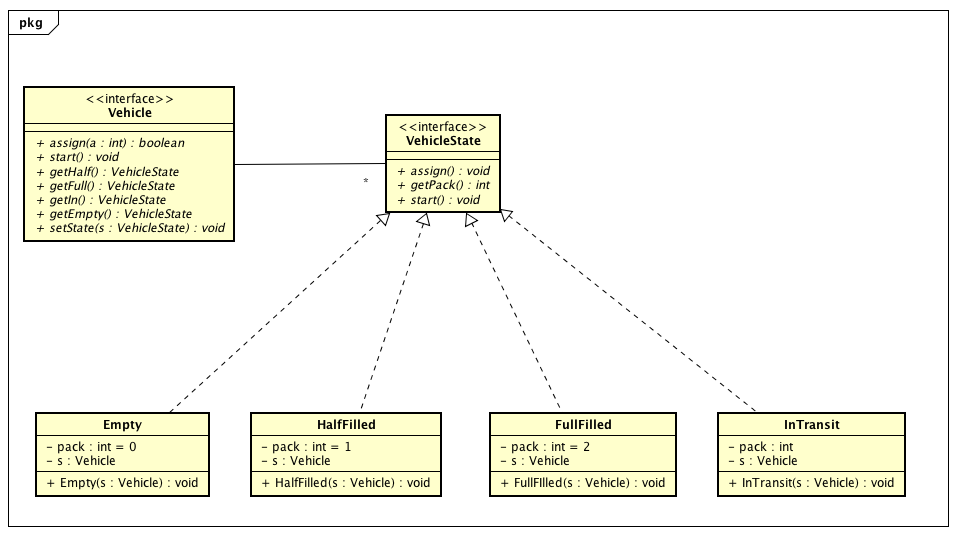 pkg
<<interface>>
Vehicle
+ assign(a : int) : boolean
+ start() : void
+ getHalf() : VehicleState
+ getFull() : VehicleState
+ getIn() : VehicleState
+ getEmpty() : VehicleState
+ setState(s : VehicleState) : void
*
<<interface>>
VehicleState
+ assign() : void
+ getPack() : int
+ start() : void
Empty
- pack : int = 0
- s : Vehicle
+ Empty(s : Vehicle) : void
HalfFilled
- pack : int = 1
- s : Vehicle
+ HalfFilled(s : Vehicle) : void
FullFilled
- pack : int = 2
- s : Vehicle
+ FullFIlled(s : Vehicle) : void
InTransit
- pack : int
- s : Vehicle
+ InTransit(s : Vehicle) : void